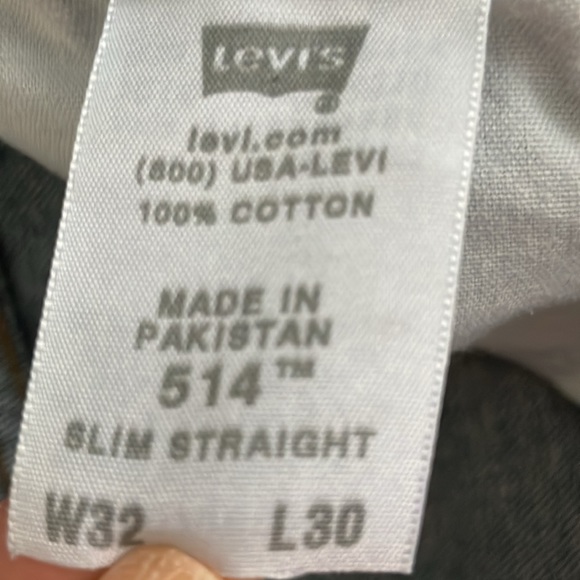 Levi's
®
levi.com
(800) USA-LEVI
100% COTTON
MADE IN
PAKISTAN
514™
SLIM STRAIGHT
W32 L30